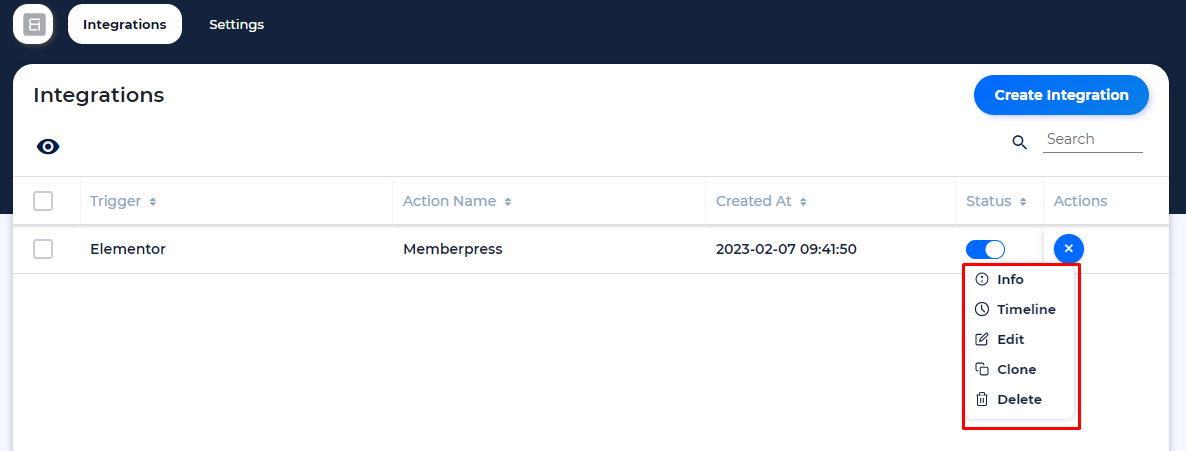 Integrations Settings
Integrations
Create Integration
Search
Trigger Action Name Created At Status Actions
Elementor Memberpress 2023-02-07 09:41:50
Info
Timeline
Edit
Clone
Delete